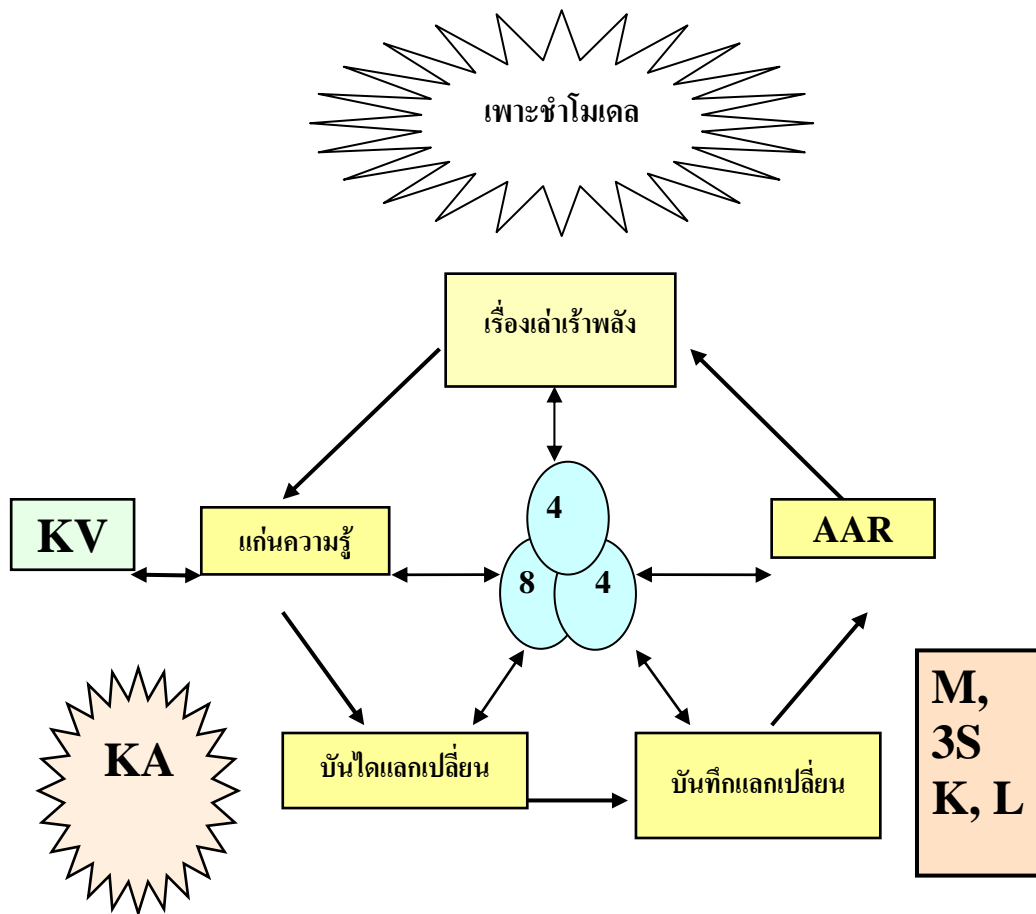 เพาะชำโมเดล
เรื่องเล่าเร้าพลัง
KV
แก่นความรู้
4
8
4
AAR
KA
บันไดแลกเปลี่ยน
บันทึกแลกเปลี่ยน
M,
3S
K, L